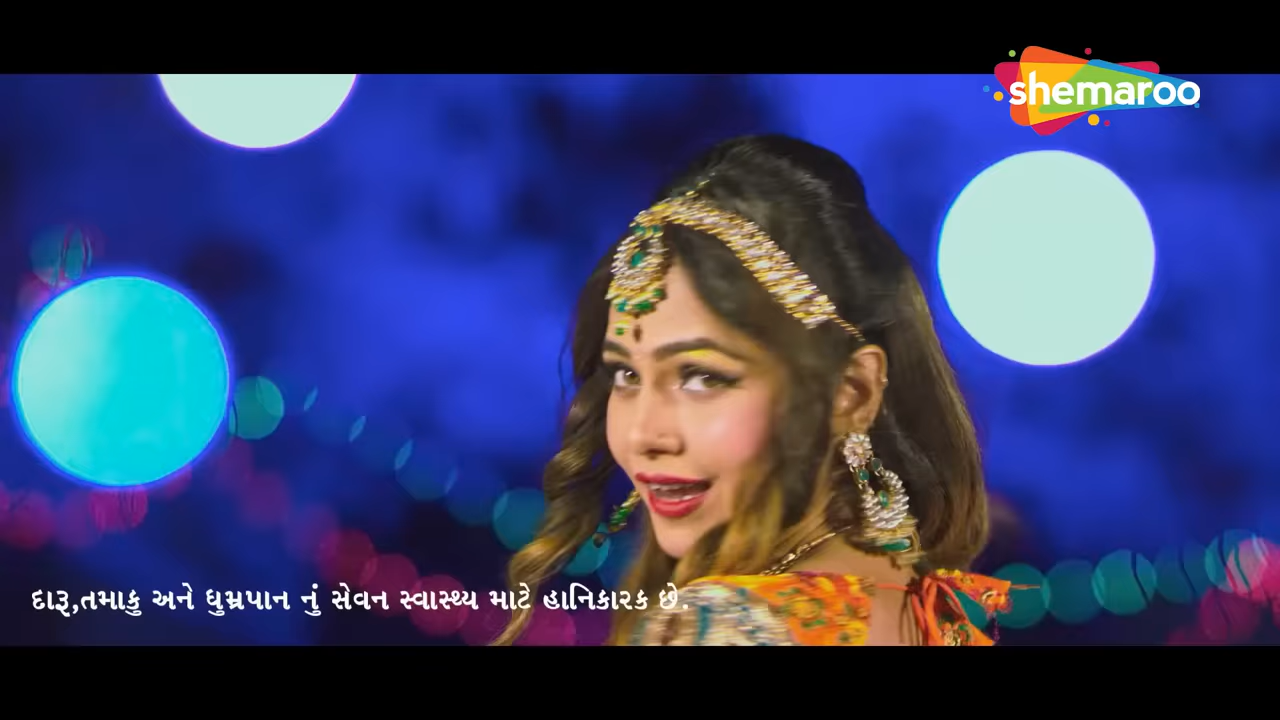 shemaroo
દારૂ,તમાકુ અને ધુમ્રપાન નું સેવન સ્વાસ્થ્ય માટે હાનિકારક છે.